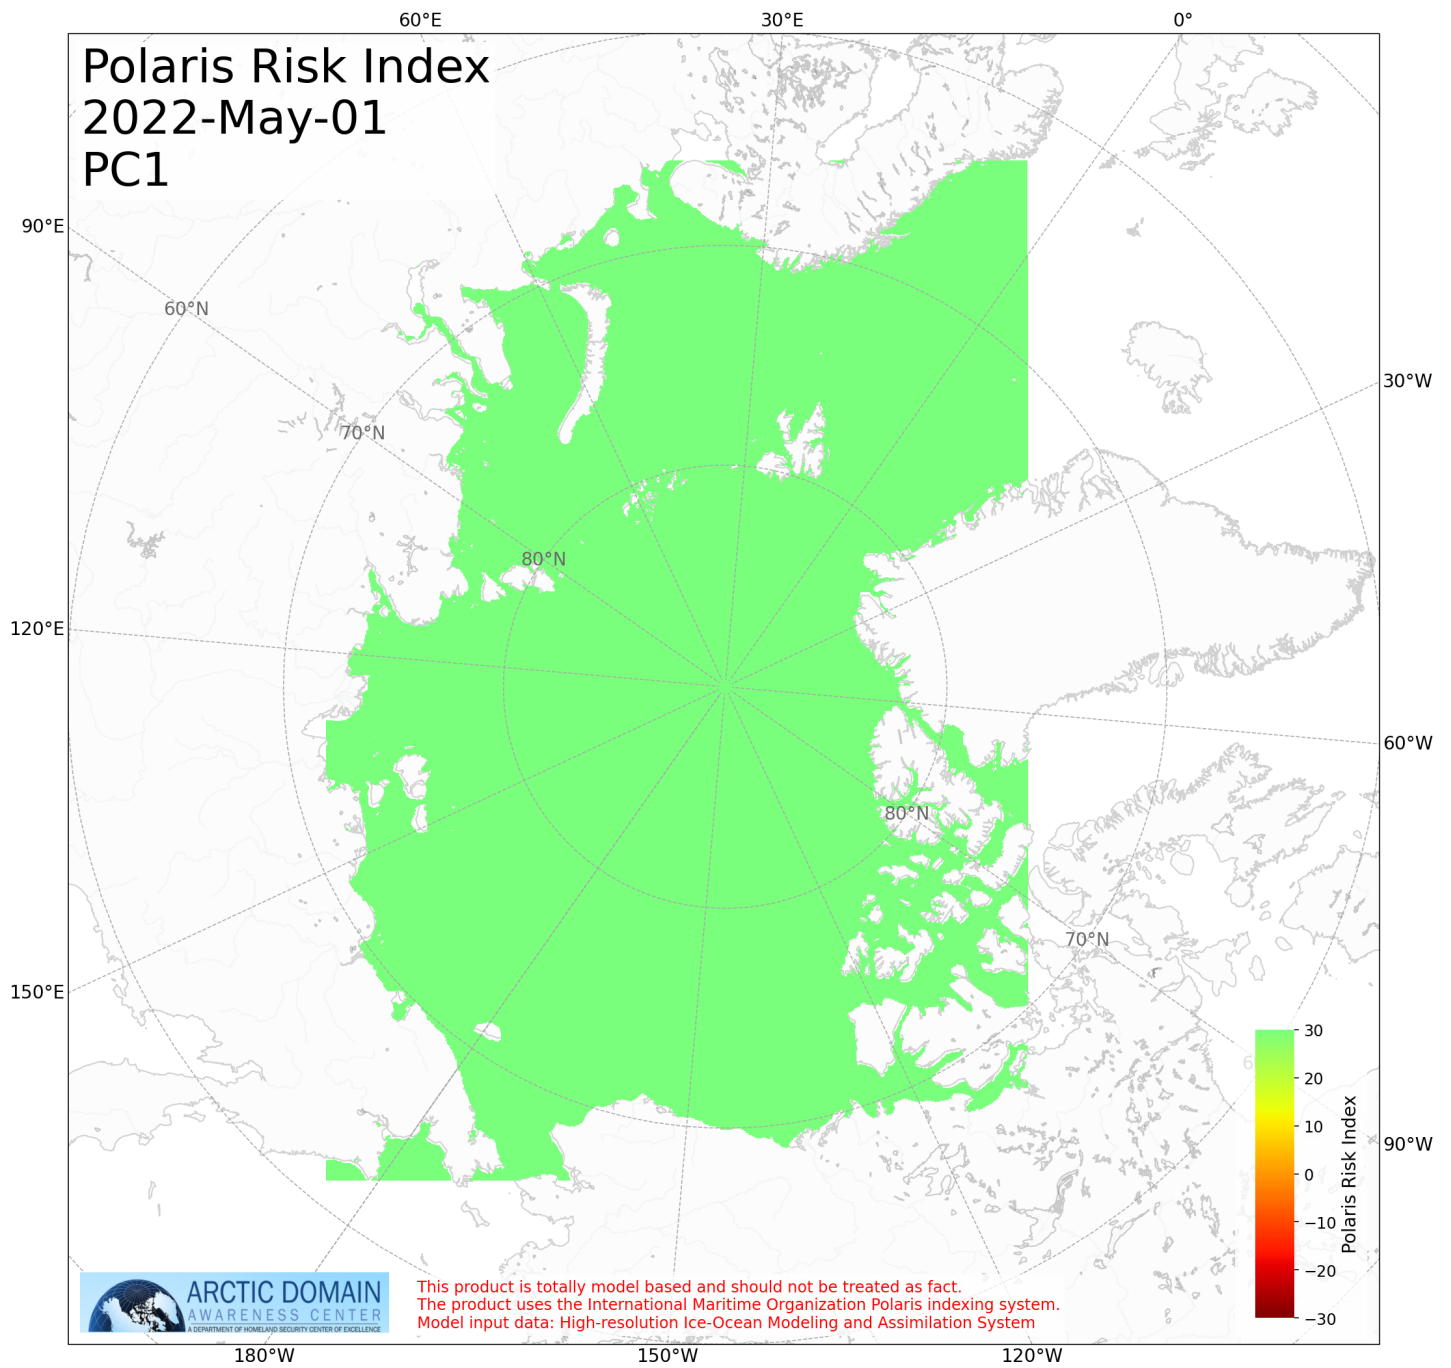 60°E
30°E
0°
Polaris Risk Index
2022-May-01
PC1
90°E
60°N
30°W
70°N
80°N
120°E
60°W
80°N
70°N
150°E
30
20
10
0
−10
−20
−30
Polaris Risk Index
90°W
ARCTIC DOMAIN
AWARENESS CENTER
A DEPARTMENT OF HOMELAND SECURITY CENTER OF EXCELLENCE
This product is totally model based and should not be treated as fact.
The product uses the International Maritime Organization Polaris indexing system.
Model input data: High-resolution Ice-Ocean Modeling and Assimilation System
180°W
150°W
120°W